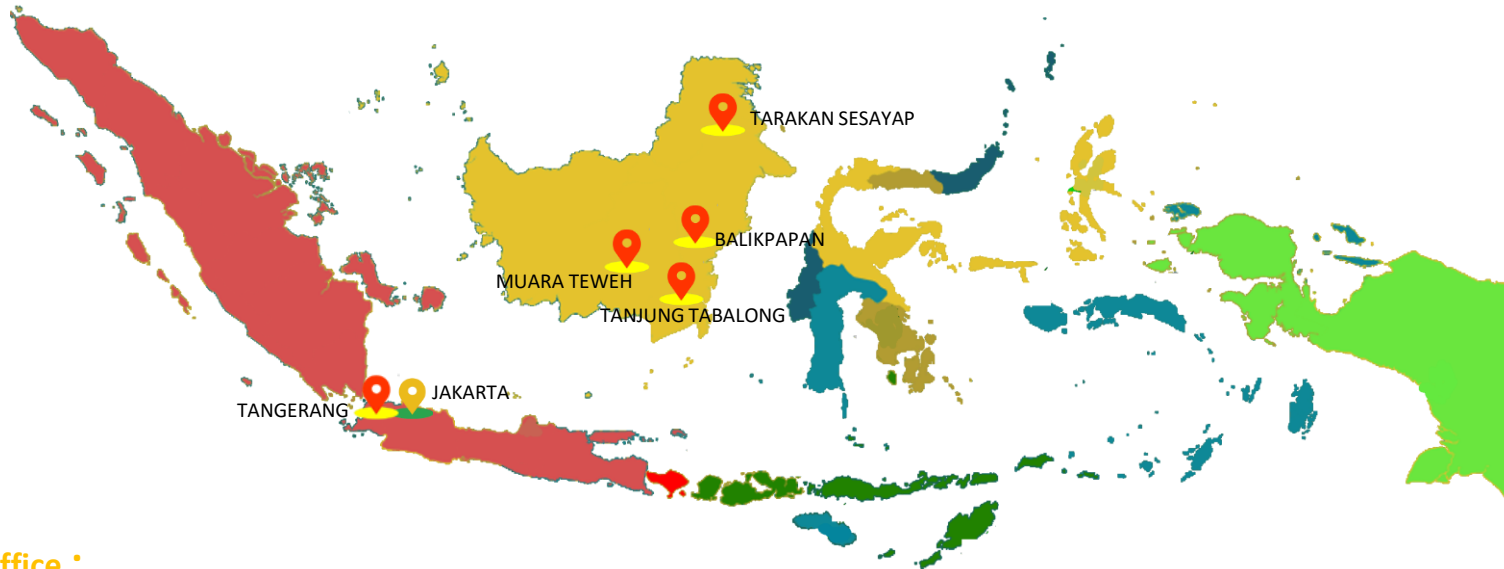 TARAKAN SESAYAP
BALIKPAPAN
MUARA TEWEH
TANJUNG TABALONG
JAKARTA
TANGERANG
ffice :